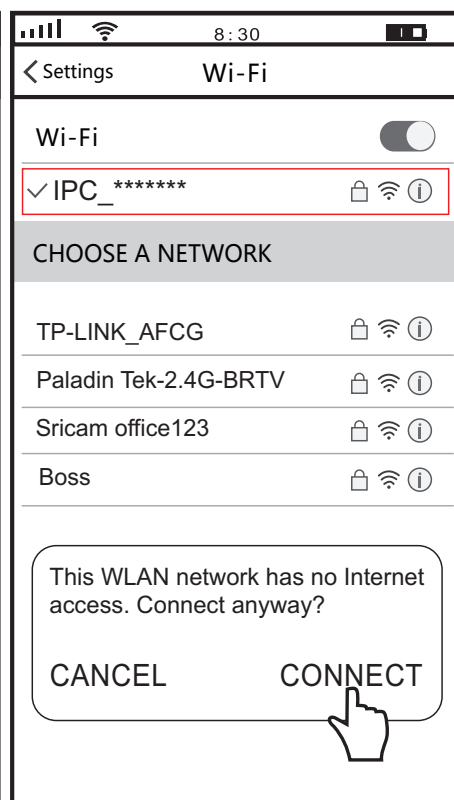 8:30
Settings Wi-Fi
Wi-Fi
IPC_*******
CHOOSE A NETWORK
TP-LINK_AFCG
Paladin Tek-2.4G-BRTV
Sricam office123
Boss
This WLAN network has no Internet
access. Connect anyway?
CANCEL CONNECT